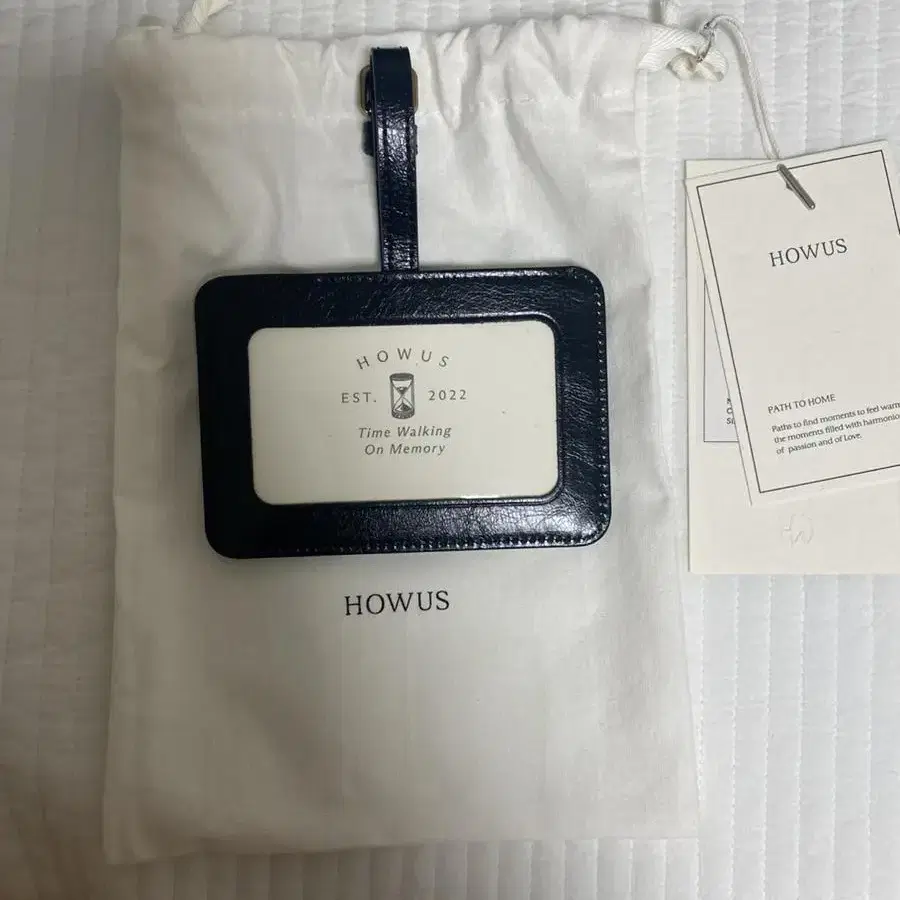 HOWUS
EST. 2022
Time Walking
On Memory
HOWUS
HOWUS
PATH TO HOME
Paths to find moments to feel warm
the moments filled with harmonio
of passion and of Love.